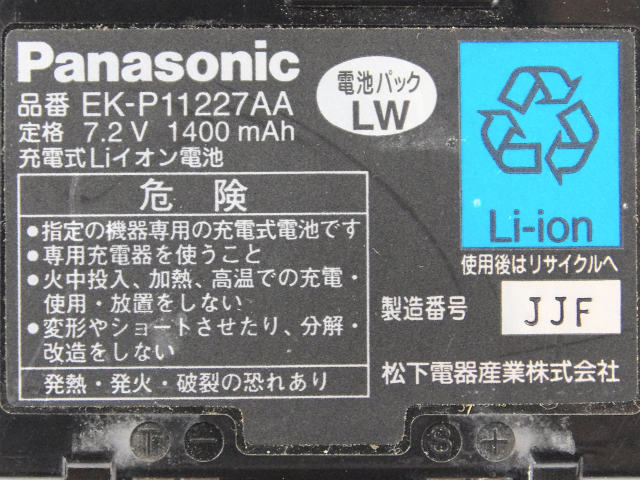 Panasonic
品番 EK-P11227AA
定格 7.2V 1400 mAh
充電式Liイオン電池
電池パック
LW
Li-ion
使用後はリサイクルへ
危険
●指定の機器専用の充電式電池です
●専用充電器を使うこと
●火中投入、加熱、高温での充電・
使用・放置をしない
●変形やショートさせたり、分解・
改造をしない
発熱・発火・破裂の恐れあり
製造番号 JJF
松下電器産業株式会社
T - S +